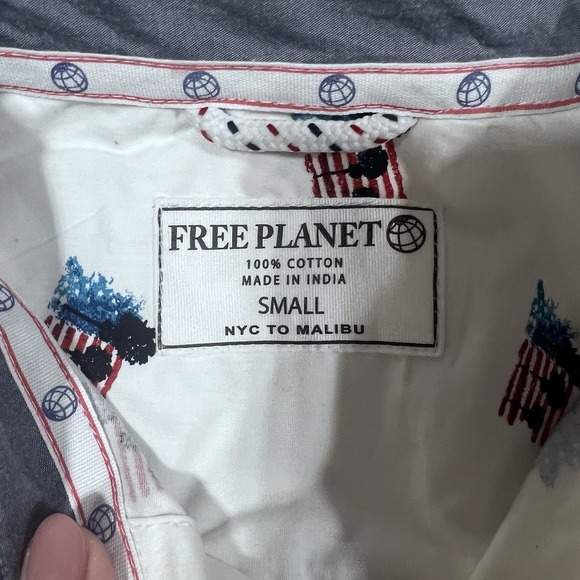 FREE PLANET
100% COTTON
MADE IN INDIA
SMALL
NYC TO MALIBU